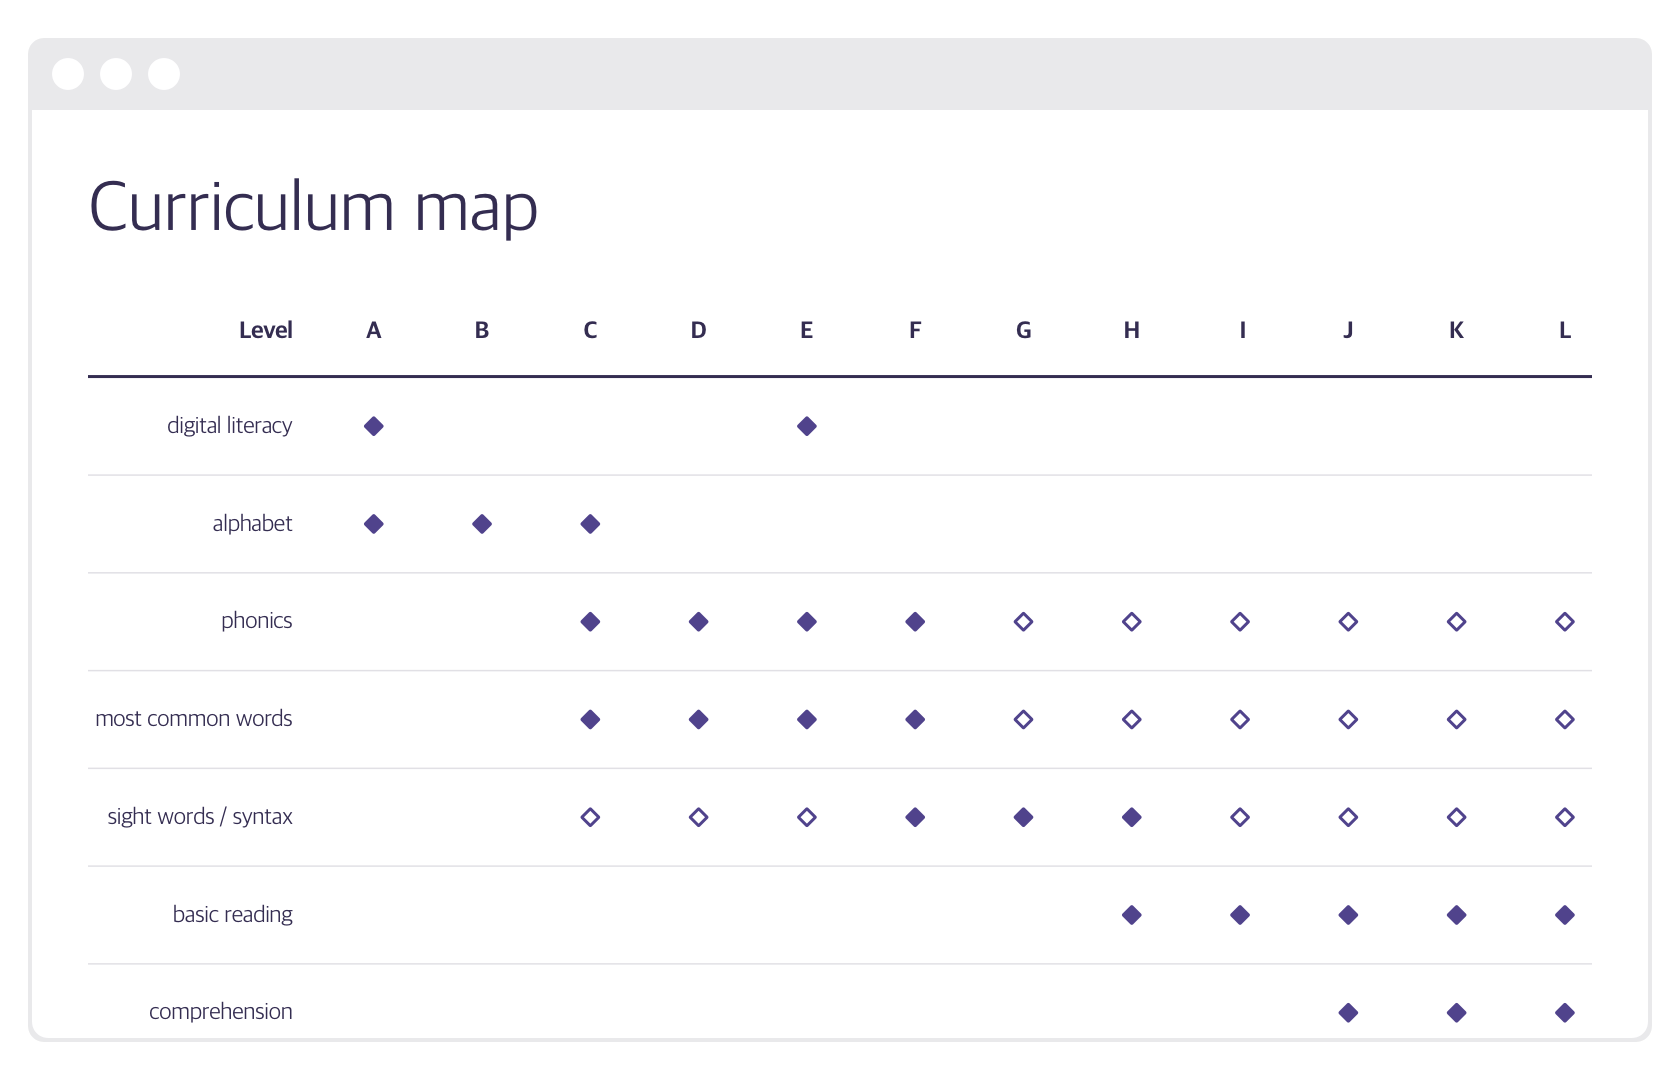 Curriculum map
Level A B C D E F G H I J K L
digital literacy
alphabet
phonics
most common words
sight words / syntax
basic reading
comprehension